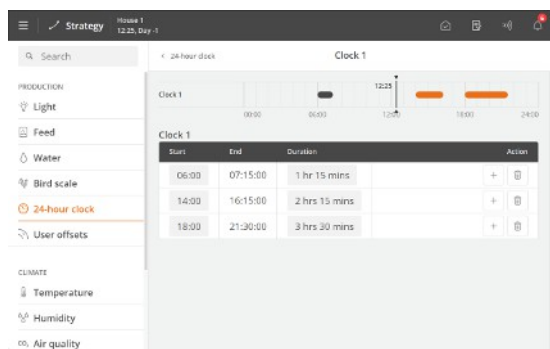 Strategy
House 1
12:25, Day -1
Search
24-hour clock
Clock 1
PRODUCTION
Light
Feed
Water
Bird scale
24-hour clock
User offsets
CLIMATE
Temperature
Humidity
CO₂ Air quality
Clock 1
12:25
00:00 06:00 12:00 18:00 24:00
Clock 1
Start End Duration Action
06:00 07:15:00 1 hr 15 mins
14:00 16:15:00 2 hrs 15 mins
18:00 21:30:00 3 hrs 30 mins